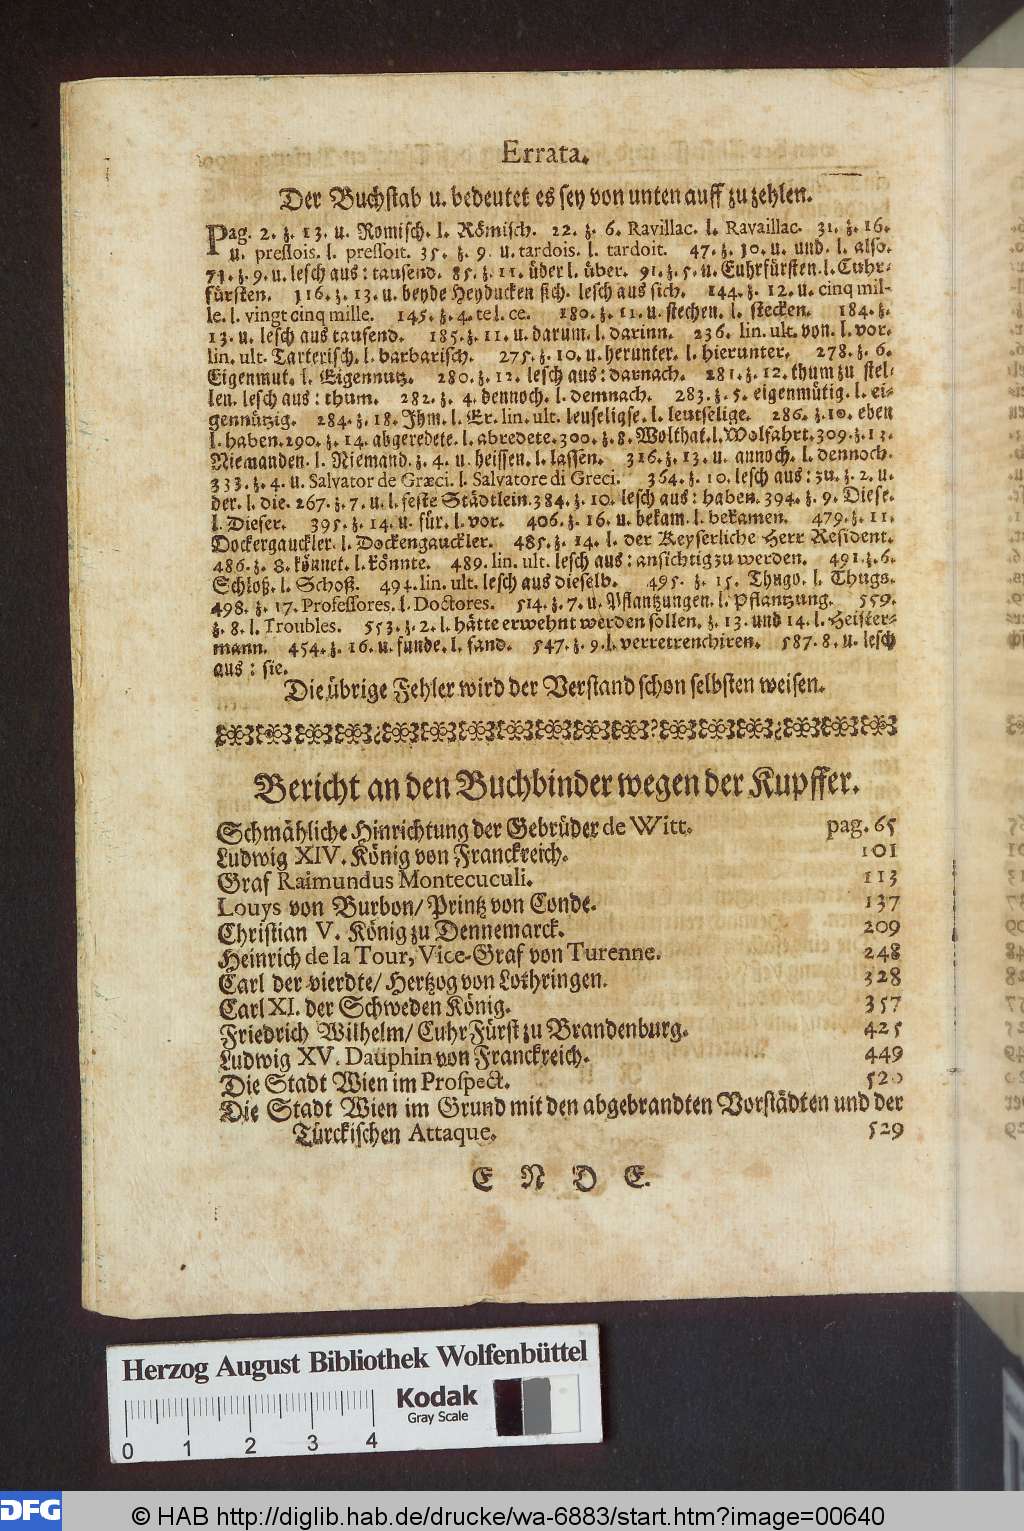 Errata.
Der Buchstab u. bedeutet es sey von unten auff zu zehlen.
Pag. 2. z. 13. u. Romisch. l. Römisch. 22. z. 6. Ravillac. l. Ravaillac. 31. z. 16.
u. pressois. l. pressoit. 35. z. 9. u. tardois. l. tardoit. 47. z. 10. u. und. l. also.
71. z. 9. u. lesch aus: tausend. 85. z. 11. üder l. über. 91. z. 5. u. Euhrfürsten. l. Cuhr-
fürsten. 116. z. 13. u. beyde Heyducken sich. lesch aus sich. 144. z. 12. u. cinq mil-
le. l. vingt cinq mille. 145. z. 4. te l. ce. 180. z. 11. u. stechen. l. stecken. 184. z.
13. u. lesch aus tausend. 185. z. 11. u. darum. l. darinn. 236. lin. ult. von. l. vor.
lin. ult. Tarterisch. l. barbarisch. 275. z. 10. u. herunter. l. hierunter. 278. z. 6.
Eigenmut. l. Eigennutz. 280. z. 12. lesch aus: darnach. 281. z. 12. thum zu stel-
len. lesch aus: thum. 282. z. 4. dennoch. l. demnach. 283. z. 5. eigenmütig. l. ei-
gennützig. 284. z. 18. Ihm. l. Er. lin. ult. leuseligse. l. leutselige. 286. z. 10. eben
l. haben. 290. z. 14. abgeredete. l. abredete. 300. z. 8. Wolthat. l. Wolfahrt. 309. z. 13.
Niemanden. l. Niemand. z. 4. u. heissen. l. lassen. 316. z. 13. u. annoch. l. dennoch.
333. z. 4. u. Salvator de Græci. l. Salvatore di Greci. 364. z. 10. lesch aus: zu. z. 2. u.
der. l. die. 267. z. 7. u. l. feste Städtlein. 384. z. 10. lesch aus: haben. 394. z. 9. Diese.
l. Dieser. 395. z. 14. u. für. l. vor. 406. z. 16. u. bekam. l. bekamen. 479. z. 11.
Dockergauckler. l. Dockengauckler. 485. z. 14. l. der Keyserliche Herr Resident.
486. z. 8. könnet. l. könnte. 489. lin. ult. lesch aus: ansichtig zu werden. 491. z. 6.
Schloß. l. Schoß. 494. lin. ult. lesch aus dieselb. 495. z. 15. Thugo. l. Thugs.
498. z. 17. Professores. l. Doctores. 514. z. 7. u. Pflantzungen. l. Pflantzung. 559.
z. 8. l. Troubles. 553. z. 2. l. hätte erwehnt werden sollen. z. 13. und 14. l. Heister-
mann. 454. z. 16. u. funde. l. fand. 547. z. 9. l. verretrenchiren. 587. 8. u. lesch
aus: sie.
Die übrige Fehler wird der Verstand schon selbsten weisen.
Bericht an den Buchbinder wegen der Kupffer.
Schmähliche Hinrichtung der Gebrüder de Witt. pag. 65
Ludwig XIV. König von Franckreich. 101
Graf Raimundus Montecuculi. 113
Louys von Burbon/ Printz von Conde. 137
Christian V. König zu Dennemarck. 209
Heinrich de la Tour, Vice-Graf von Turenne. 248
Carl der vierdte/ Hertzog von Lothringen. 328
Carl XI. der Schweden König. 357
Friedrich Wilhelm/ CuhrFürst zu Brandenburg. 425
Ludwig XV. Dauphin von Franckreich. 449
Die Stadt Wien im Prospect. 520
Die Stadt Wien im Grund mit den abgebrandten Vorstädten und der
Türckischen Attaque. 529
E N D E.
Herzog August Bibliothek Wolfenbüttel
Kodak
Gray Scale
0 1 2 3 4
DFG
© HAB http://diglib.hab.de/drucke/wa-6883/start.htm?image=00640